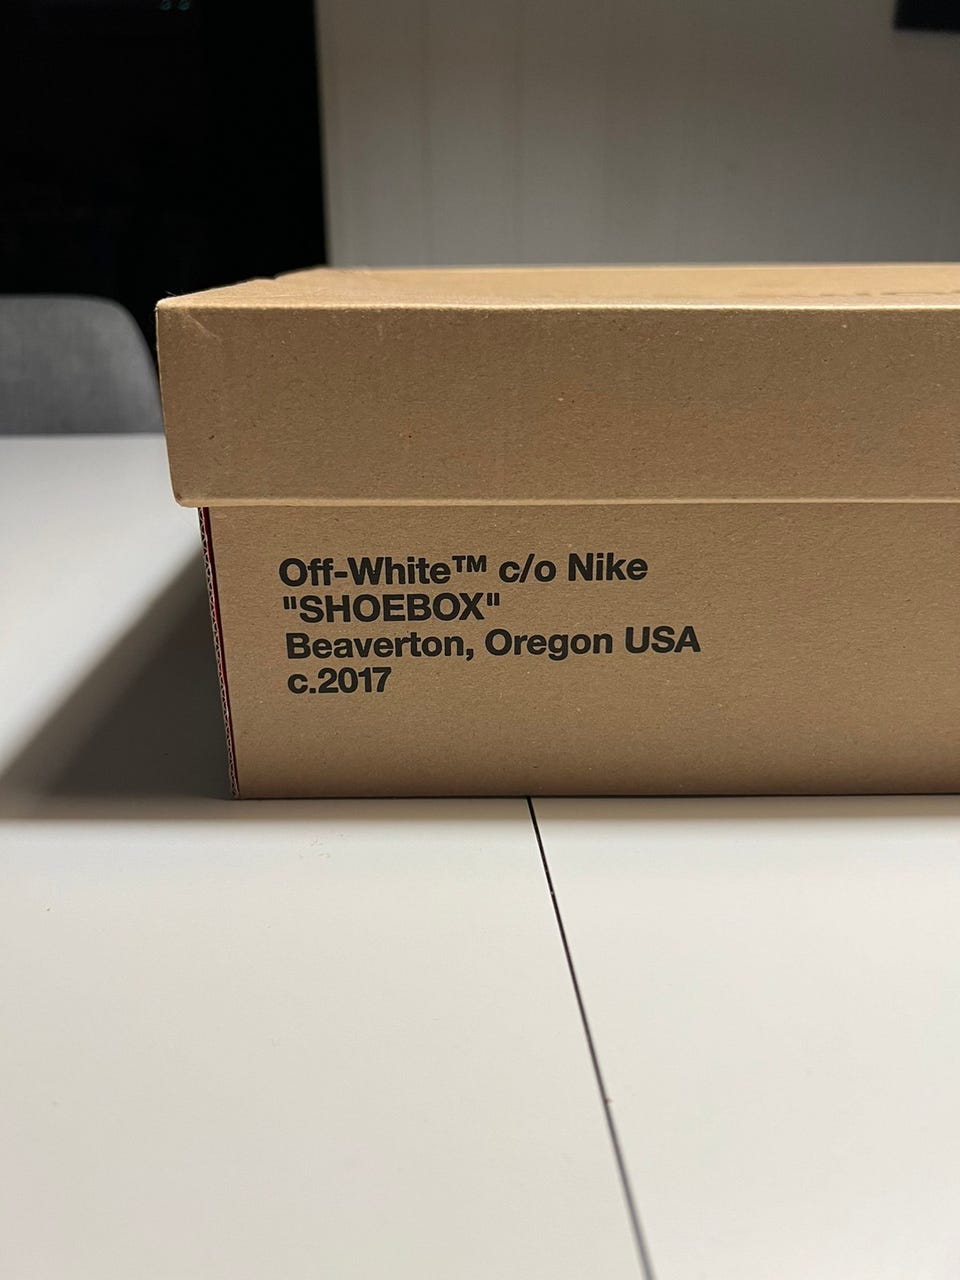 Off-White™ c/o Nike
"SHOEBOX"
Beaverton, Oregon USA
c.2017